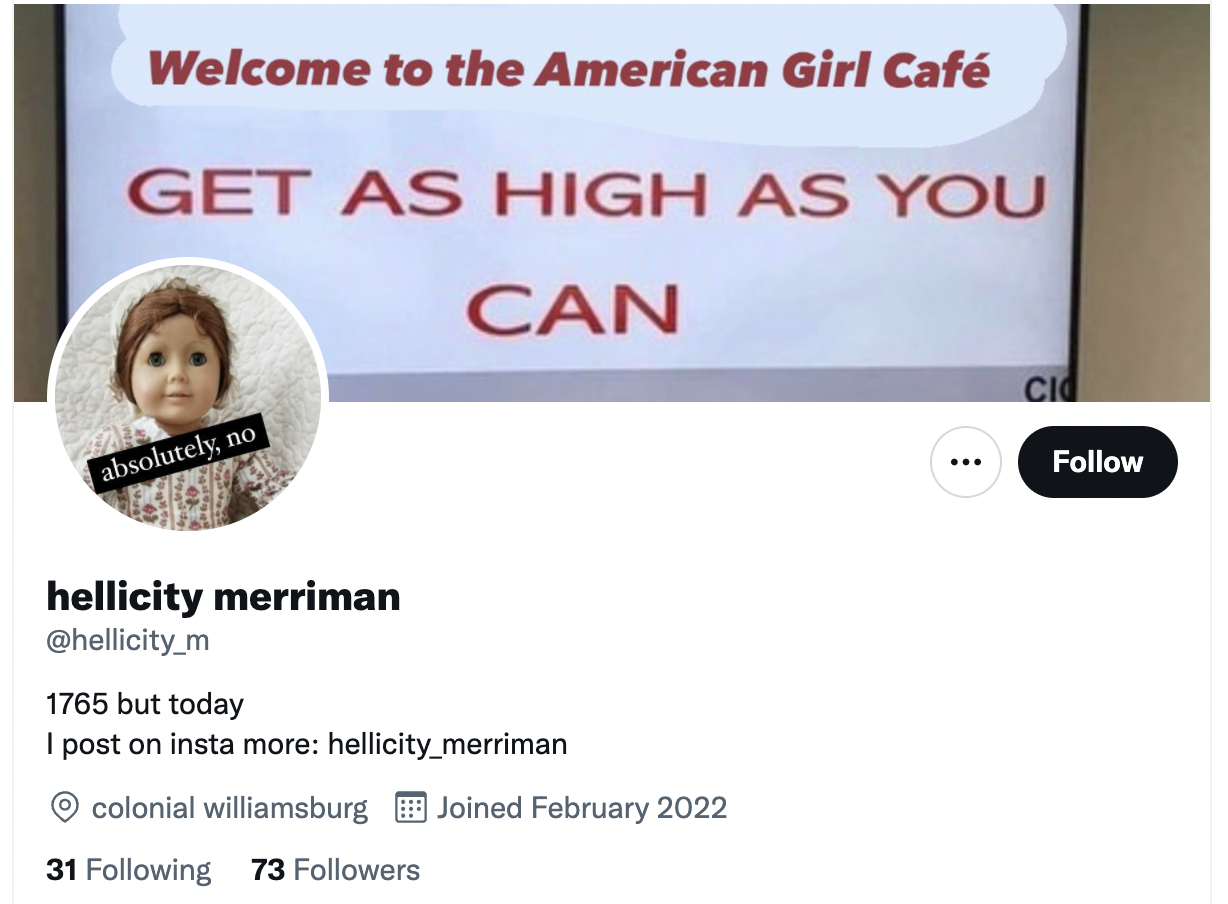 Welcome to the American Girl Café
GET AS HIGH AS YOU
CAN
absolutely, no
Follow
hellicity merriman
@hellicity_m
1765 but today
I post on insta more: hellicity_merriman
colonial williamsburg Joined February 2022
31 Following 73 Followers